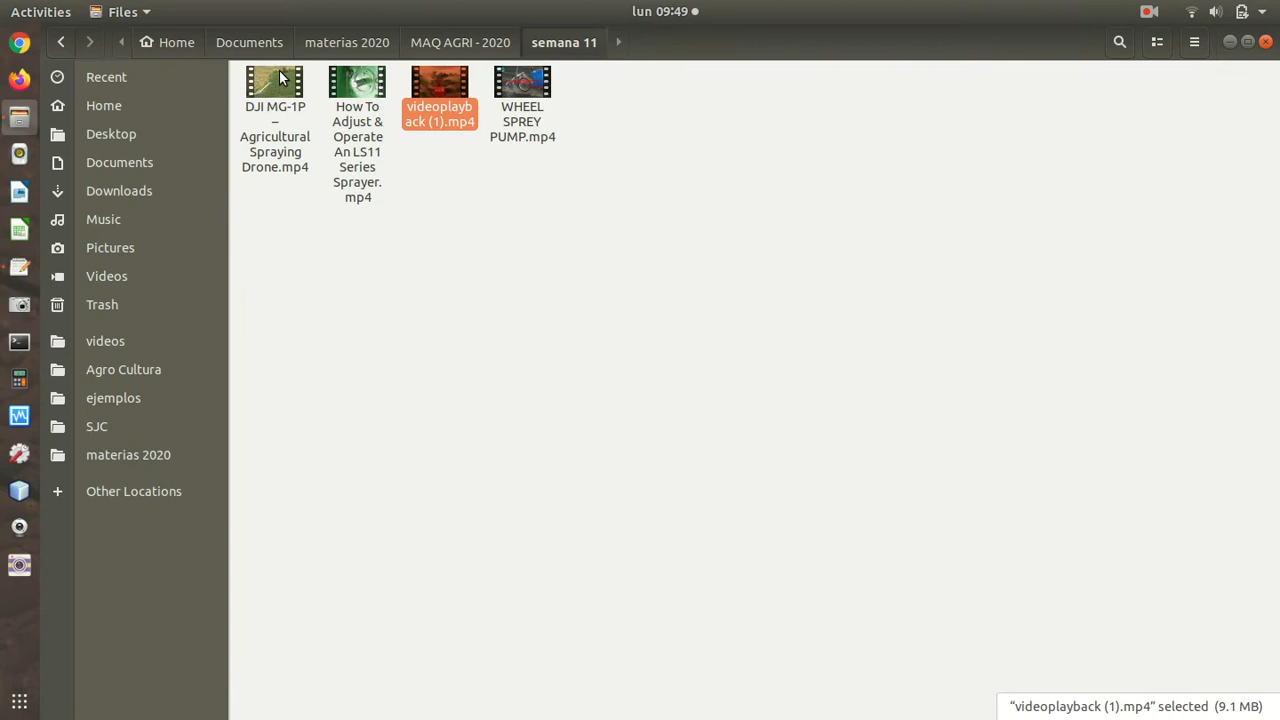 Activities
Files
lun 09:49
Home
Documents
materias 2020
MAQ AGRI - 2020
semana 11
Recent
Home
Desktop
Documents
Downloads
Music
Pictures
Videos
Trash
videos
Agro Cultura
ejemplos
SJC
materias 2020
Other Locations
DJI MG-1P
–
Agricultural
Spraying
Drone.mp4
How To
Adjust &
Operate
An LS11
Series
Sprayer.
mp4
videoplayb
ack (1).mp4
WHEEL
SPREY
PUMP.mp4
“videoplayback (1).mp4” selected (9.1 MB)